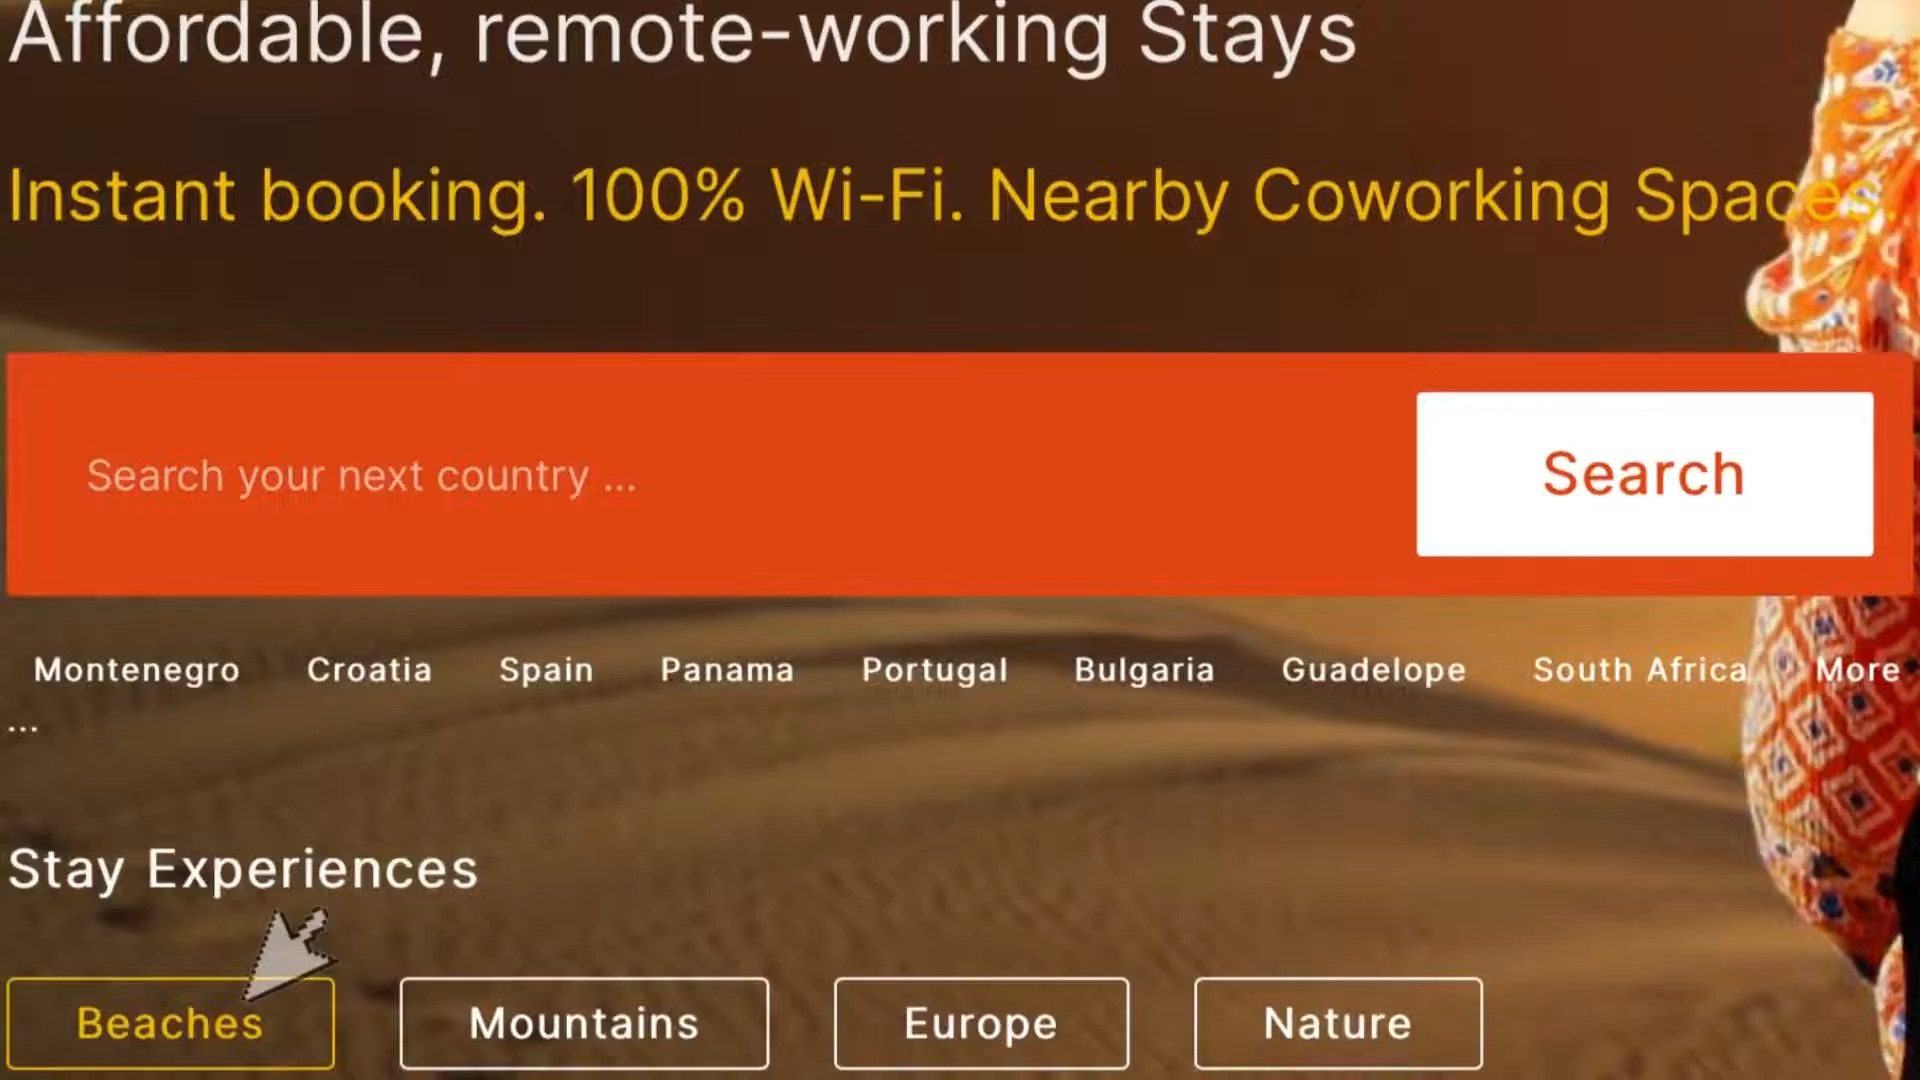 Affordable, remote-working Stays
Instant booking. 100% Wi-Fi. Nearby Coworking Spaces.
Search your next country ...
Search
Montenegro Croatia Spain Panama Portugal Bulgaria Guadelope South Africa More
...
Stay Experiences
Beaches Mountains Europe Nature